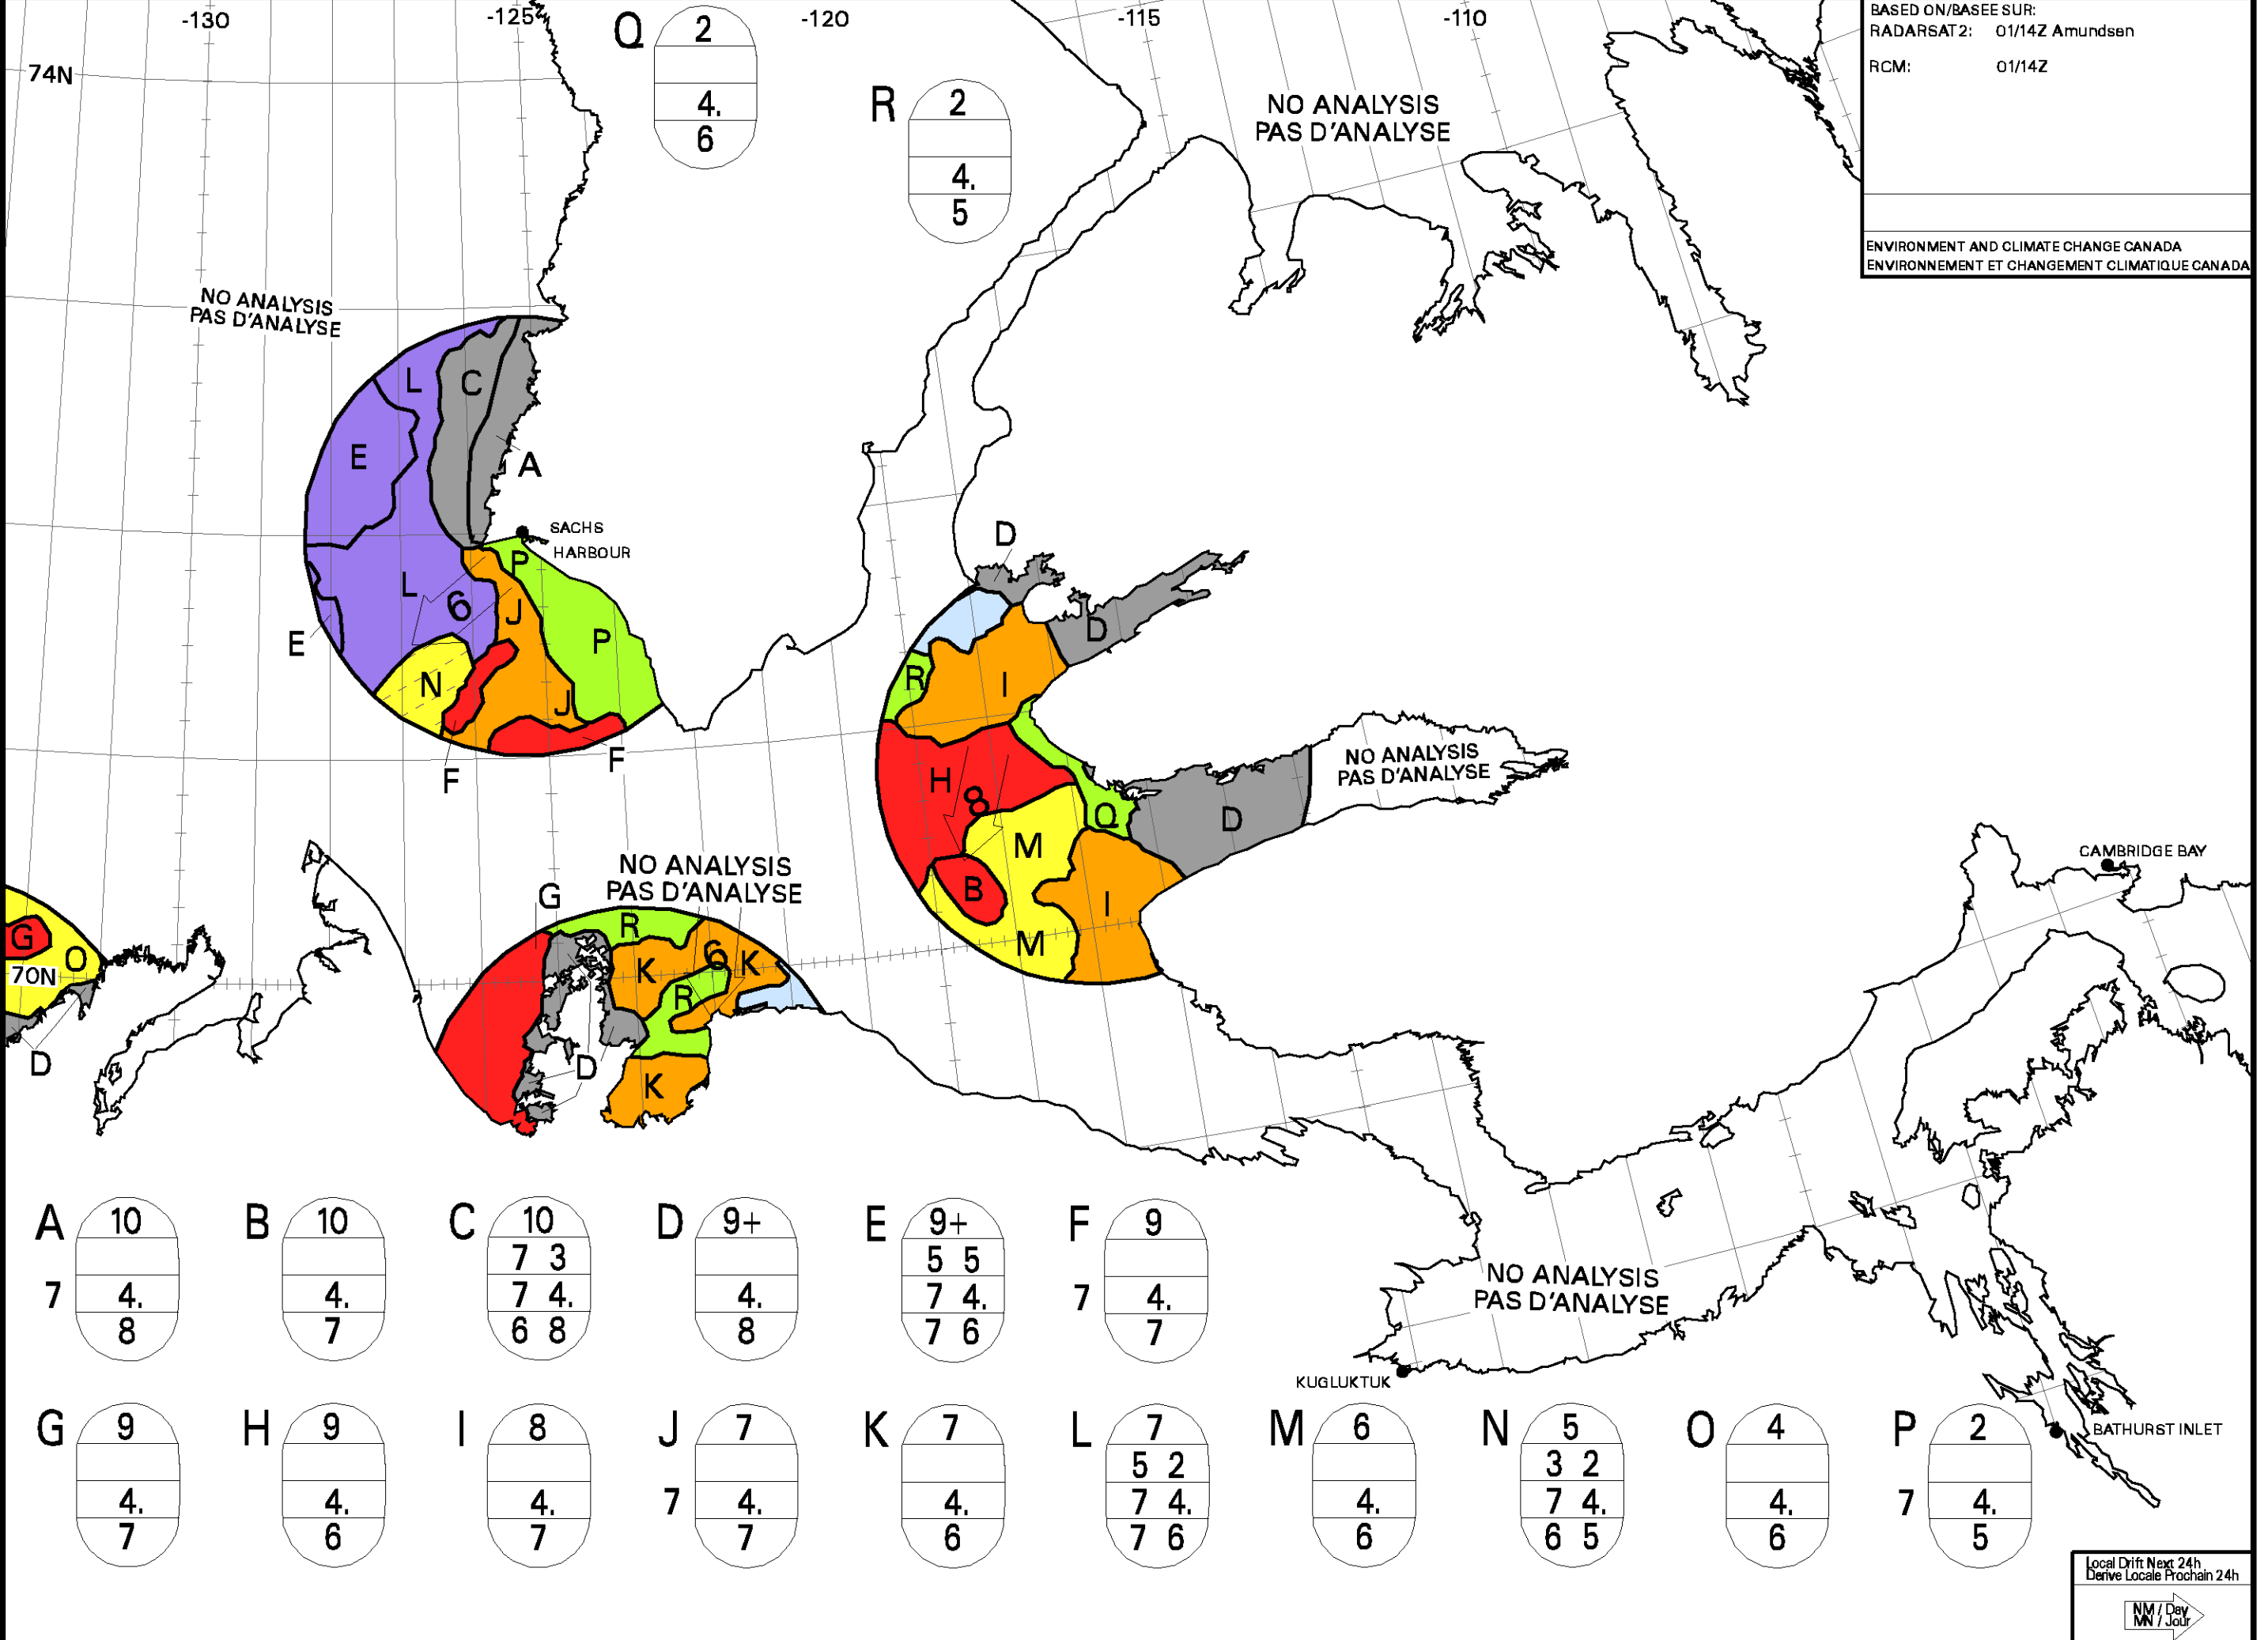 -130
-125
-120
-115
-110
BASED ON/BASEE SUR:
RADARSAT2: 01/14Z Amundsen
RCM: 01/14Z
ENVIRONMENT AND CLIMATE CHANGE CANADA
ENVIRONNEMENT ET CHANGEMENT CLIMATIQUE CANADA
Q
2
4.
6
R
2
4.
5
74N
NO ANALYSIS
PAS D'ANALYSE
NO ANALYSIS
PAS D'ANALYSE
L
C
E
A
SACHS
HARBOUR
P
L
6
J
P
E
N
J
F
F
D
D
R
I
H
8
Q
D
M
B
I
M
NO ANALYSIS
PAS D'ANALYSE
CAMBRIDGE BAY
NO ANALYSIS
PAS D'ANALYSE
G
R
K
6
K
R
D
K
G
O
70N
D
A
10
7
4.
8
B
10
4.
7
C
10
7 3
7 4.
6 8
D
9+
4.
8
E
9+
5 5
7 4.
7 6
F
9
7
4.
7
NO ANALYSIS
PAS D'ANALYSE
KUGLUKTUK
BATHURST INLET
G
9
4.
7
H
9
4.
6
I
8
4.
7
J
7
7
4.
7
K
7
4.
6
L
7
5 2
7 4.
7 6
M
6
4.
6
N
5
3 2
7 4.
6 5
O
4
4.
6
P
2
7
4.
5
Local Drift Next 24h
Derive Locale Prochain 24h
NM / Day
MN / Jour